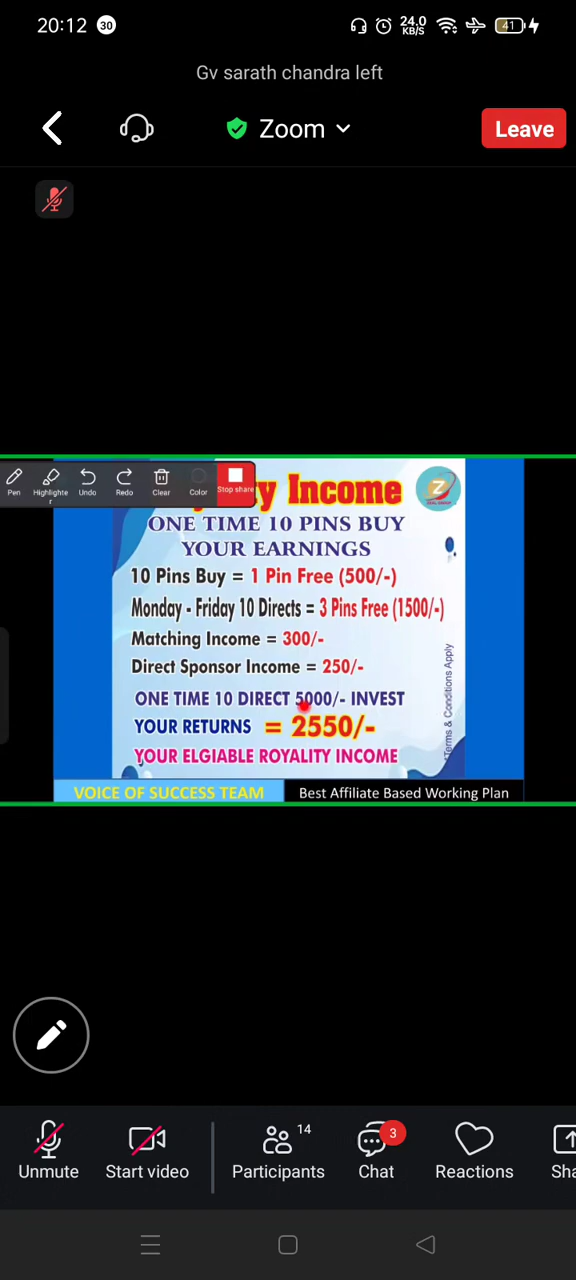 20:12 30 24.0 KB/S 41
Gv sarath chandra left
Zoom
Leave
Pen Highlighter Undo Redo Clear Color Stop share
Income
ONE TIME 10 PINS BUY
YOUR EARNINGS
10 Pins Buy = 1 Pin Free (500/-)
Monday - Friday 10 Directs = 3 Pins Free (1500/-)
Matching Income = 300/-
Direct Sponsor Income = 250/-
ONE TIME 10 DIRECT 5000/- INVEST
YOUR RETURNS = 2550/-
YOUR ELGIABLE ROYALITY INCOME
*Terms & Conditions Apply
VOICE OF SUCCESS TEAM
Best Affiliate Based Working Plan
14
3
Unmute Start video Participants Chat Reactions Sha